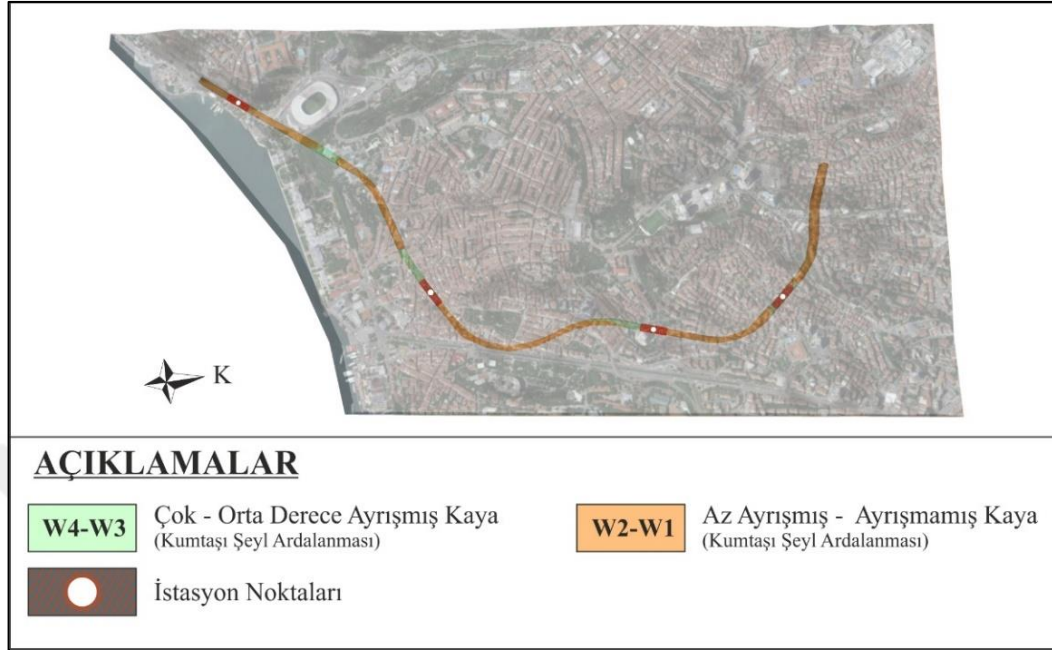 K
AÇIKLAMALAR
W4-W3
Çok - Orta Derece Ayrışmış Kaya
(Kumtaşı Şeyl Ardalanması)
W2-W1
Az Ayrışmış - Ayrışmamış Kaya
(Kumtaşı Şeyl Ardalanması)
İstasyon Noktaları